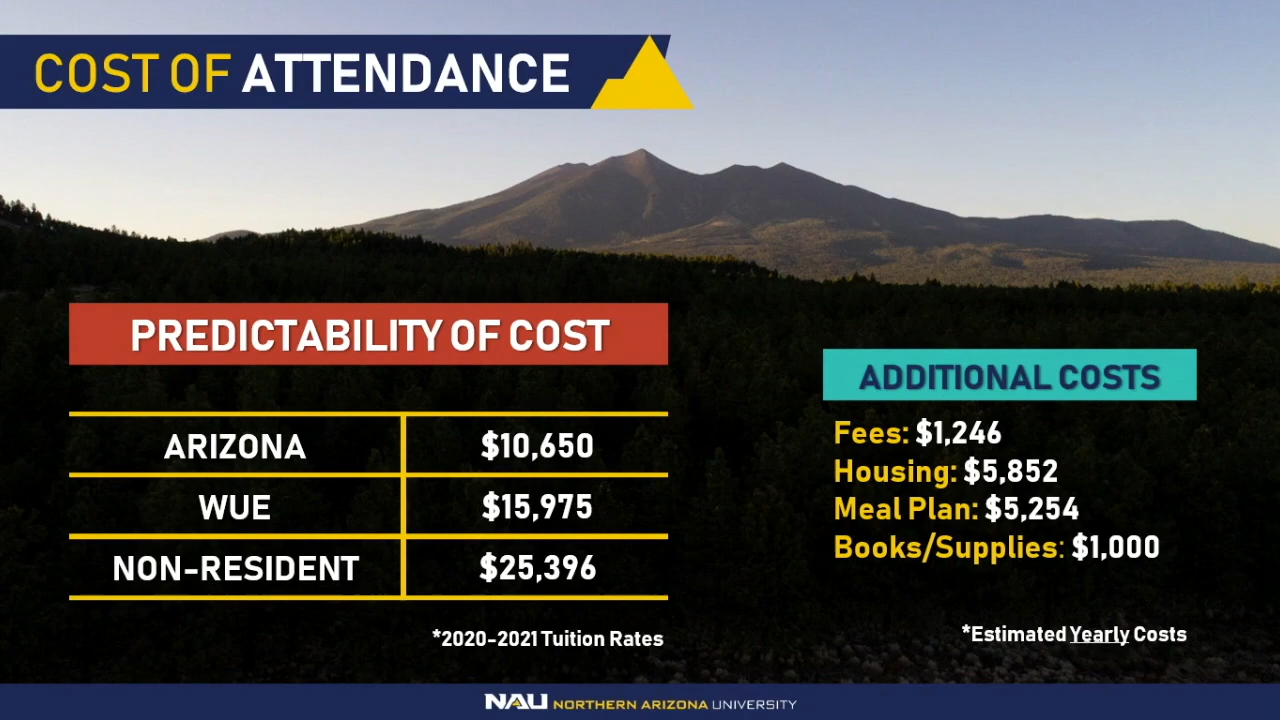 COST OF ATTENDANCE
PREDICTABILITY OF COST
ARIZONA $10,650
WUE $15,975
NON-RESIDENT $25,396
*2020-2021 Tuition Rates
ADDITIONAL COSTS
Fees: $1,246
Housing: $5,852
Meal Plan: $5,254
Books/Supplies: $1,000
*Estimated Yearly Costs
NAU NORTHERN ARIZONA UNIVERSITY